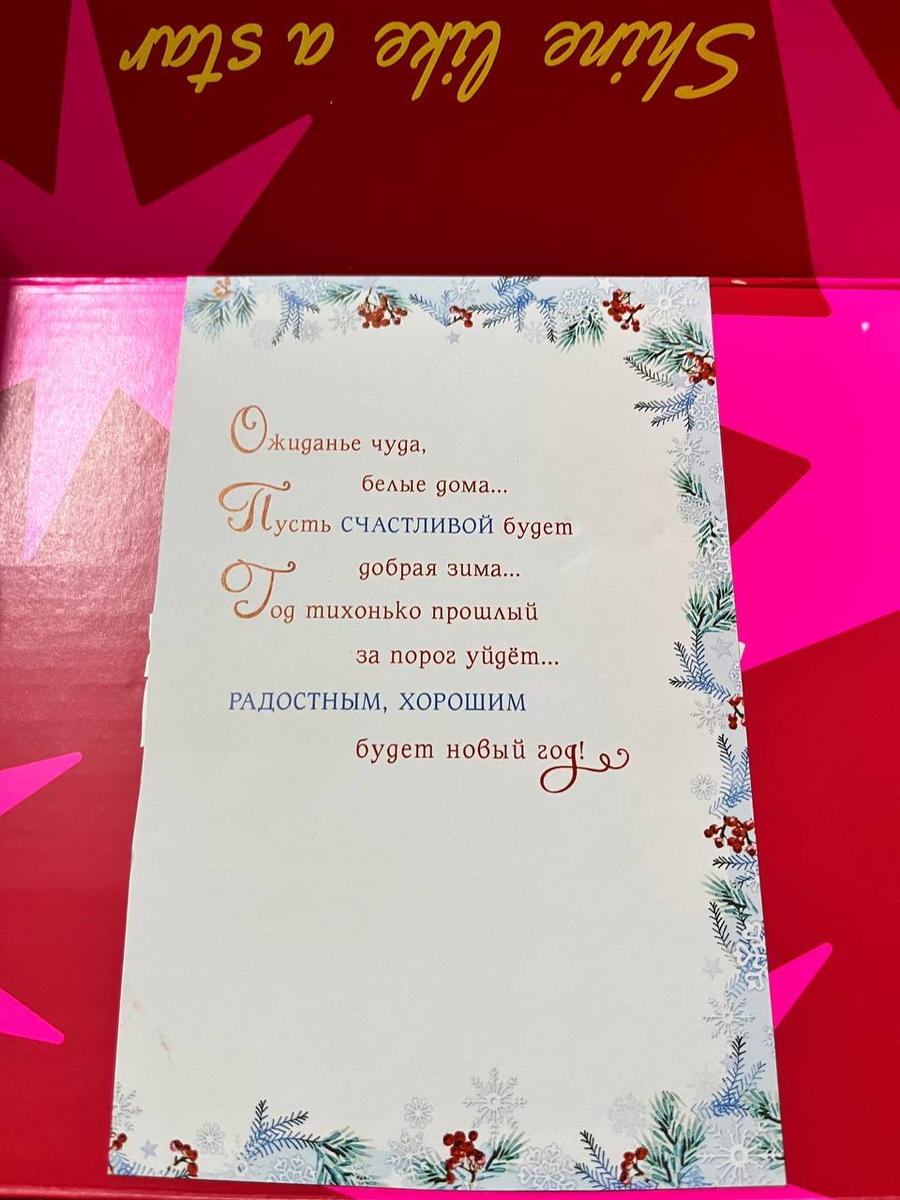 Shine like a star
Ожиданье чуда,
белые дома...
Пусть СЧАСТЛИВОЙ будет
добрая зима...
Год тихонько прошлый
за порог уйдёт...
РАДОСТНЫМ, ХОРОШИМ
будет новый год!